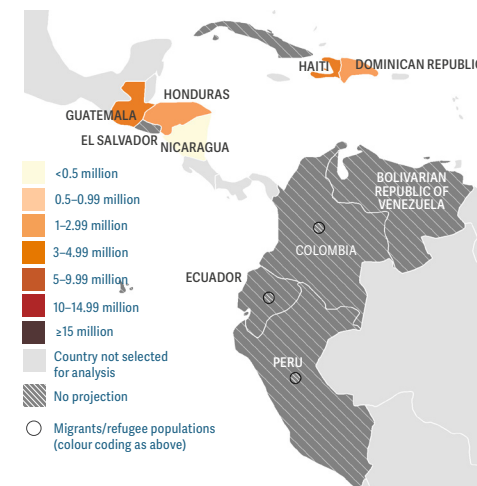 HAITI
DOMINICAN REPUBLI
HONDURAS
GUATEMALA
EL SALVADOR
NICARAGUA
BOLIVARIAN
REPUBLIC OF
VENEZUELA
COLOMBIA
ECUADOR
PERU
<0.5 million
0.5–0.99 million
1–2.99 million
3–4.99 million
5–9.99 million
10–14.99 million
≥15 million
Country not selected
for analysis
No projection
Migrants/refugee populations
(colour coding as above)